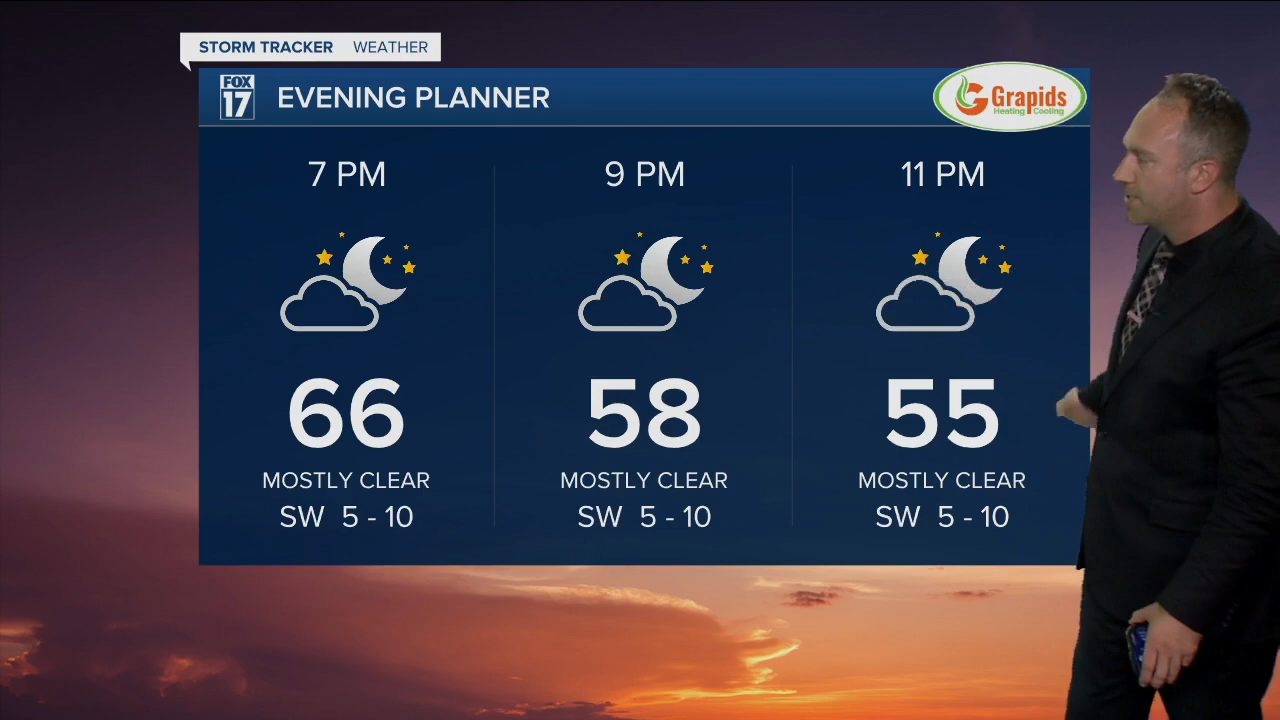 STORM TRACKER WEATHER
FOX
17
EVENING PLANNER
Grapids
Heating Cooling
7 PM
9 PM
11 PM
66
58
55
MOSTLY CLEAR
MOSTLY CLEAR
MOSTLY CLEAR
SW 5 - 10
SW 5 - 10
SW 5 - 10